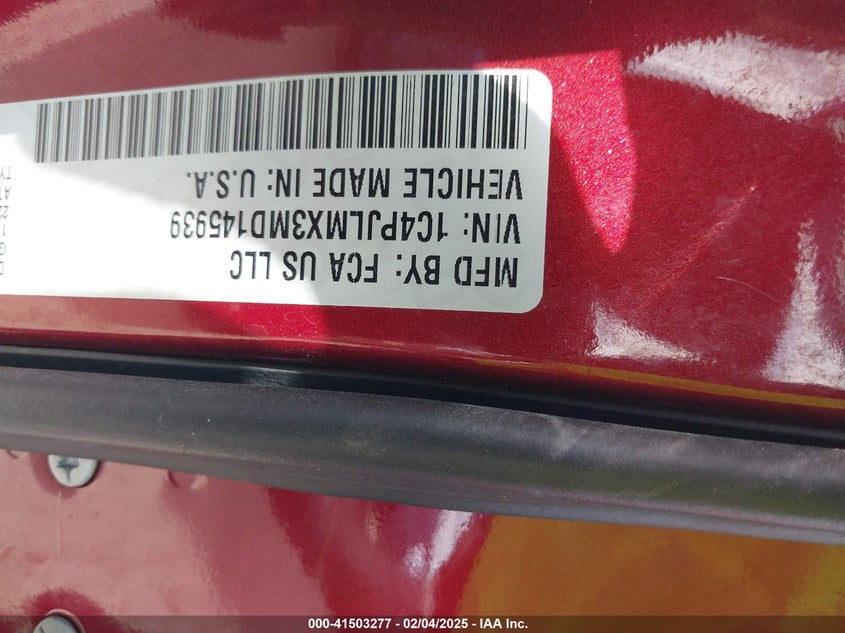 MFD BY: FCA US LLC
VIN: 1C4PJLMX3MD145939
VEHICLE MADE IN: U.S.A.
000-41503277 - 02/04/2025 - IAA Inc.